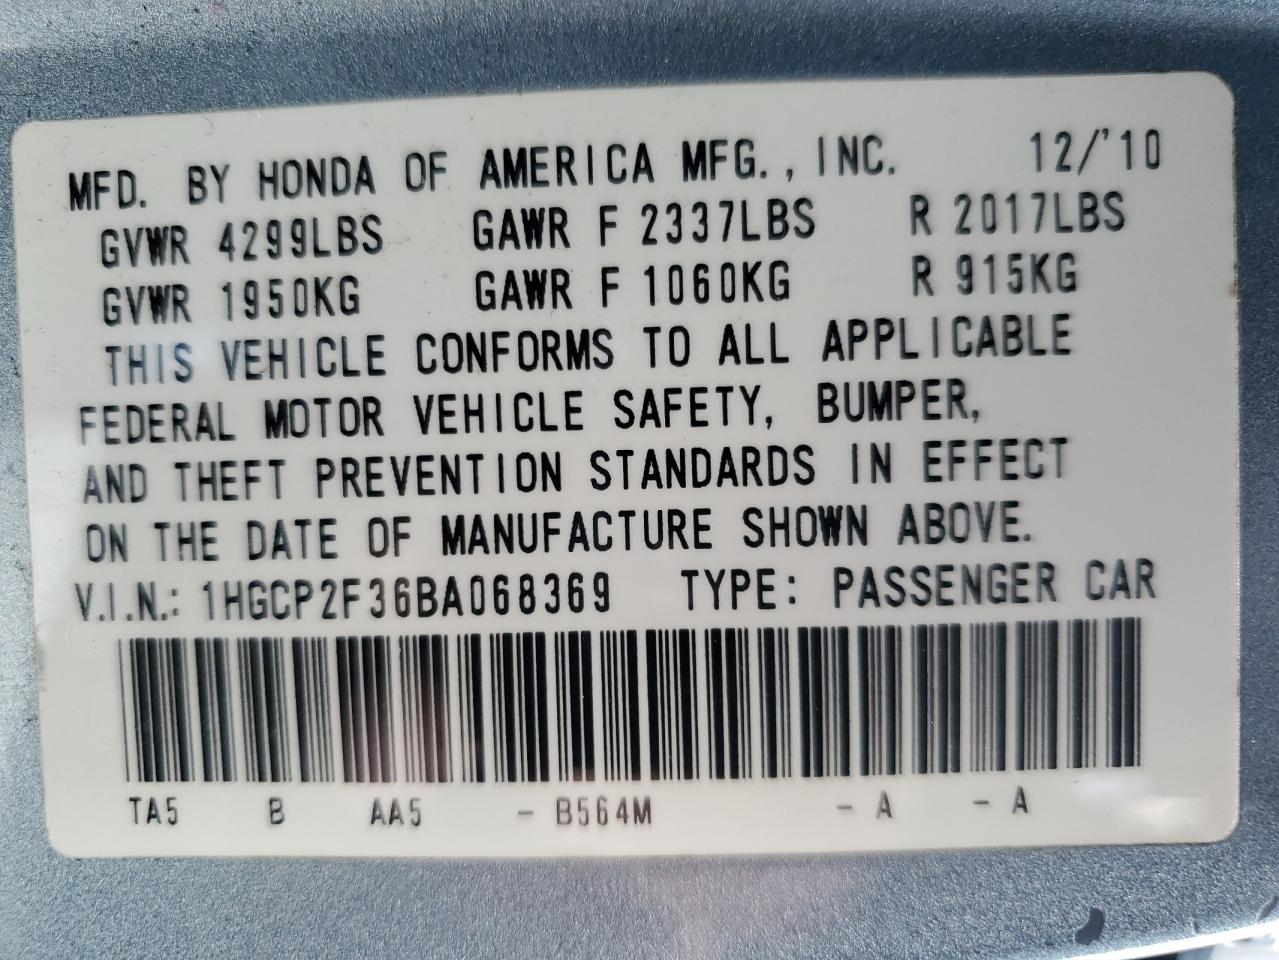 MFD. BY HONDA OF AMERICA MFG., INC. 12/'10
GVWR 4299LBS GAWR F 2337LBS R 2017LBS
GVWR 1950KG GAWR F 1060KG R 915KG
THIS VEHICLE CONFORMS TO ALL APPLICABLE
FEDERAL MOTOR VEHICLE SAFETY, BUMPER,
AND THEFT PREVENTION STANDARDS IN EFFECT
ON THE DATE OF MANUFACTURE SHOWN ABOVE.
V.I.N.: 1HGCP2F36BA068369 TYPE: PASSENGER CAR
TA5 B AA5 - B564M - A - A